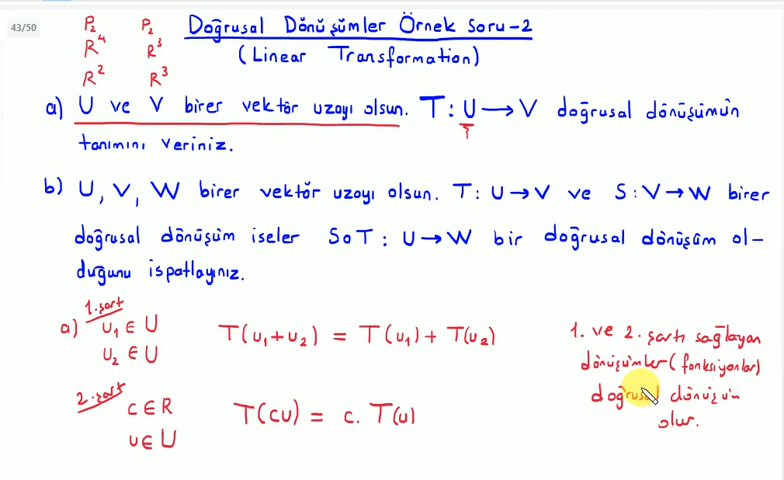 43/50
P₂ P₂ Doğrusal Dönüşümler Örnek Soru-2
R⁴ R³ (Linear Transformation)
R² R³
a) U ve V birer vektör uzayı olsun. T: U→V doğrusal dönüşümün
tanımını veriniz.
b) U, V, W birer vektör uzayı olsun. T: U→V ve S: V→W birer
doğrusal dönüşüm iseler SoT: U→W bir doğrusal dönüşüm ol-
duğunu ispatlayınız.
1. şart
a) u₁ ∈ U T(u₁+u₂) = T(u₁) + T(u₂)
u₂ ∈ U
2. şart
c ∈ R T(cu) = c. T(u)
u ∈ U
1. ve 2. şartı sağlayan
dönüşümler (fonksiyonlar)
doğrusal dönüşüm
olur.